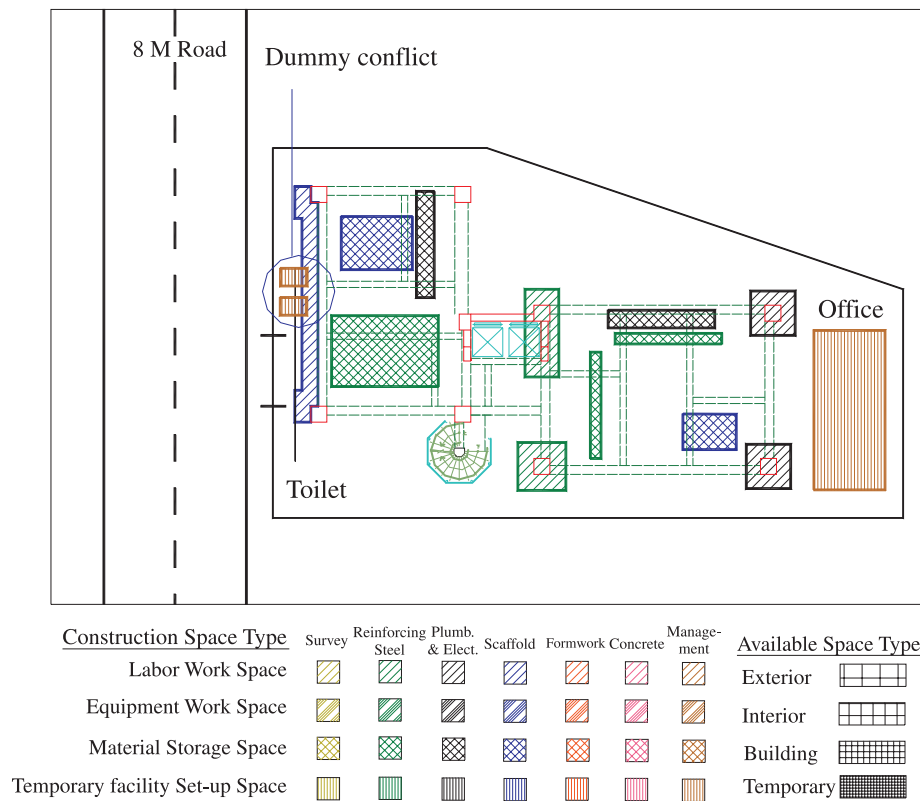 8 M Road
Dummy conflict
Office
Toilet
Construction Space Type
Survey
Reinforcing
Steel
Plumb.
& Elect.
Scaffold
Formwork
Concrete
Manage-
ment
Available Space Type
Labor Work Space
Exterior
Equipment Work Space
Interior
Material Storage Space
Building
Temporary facility Set-up Space
Temporary